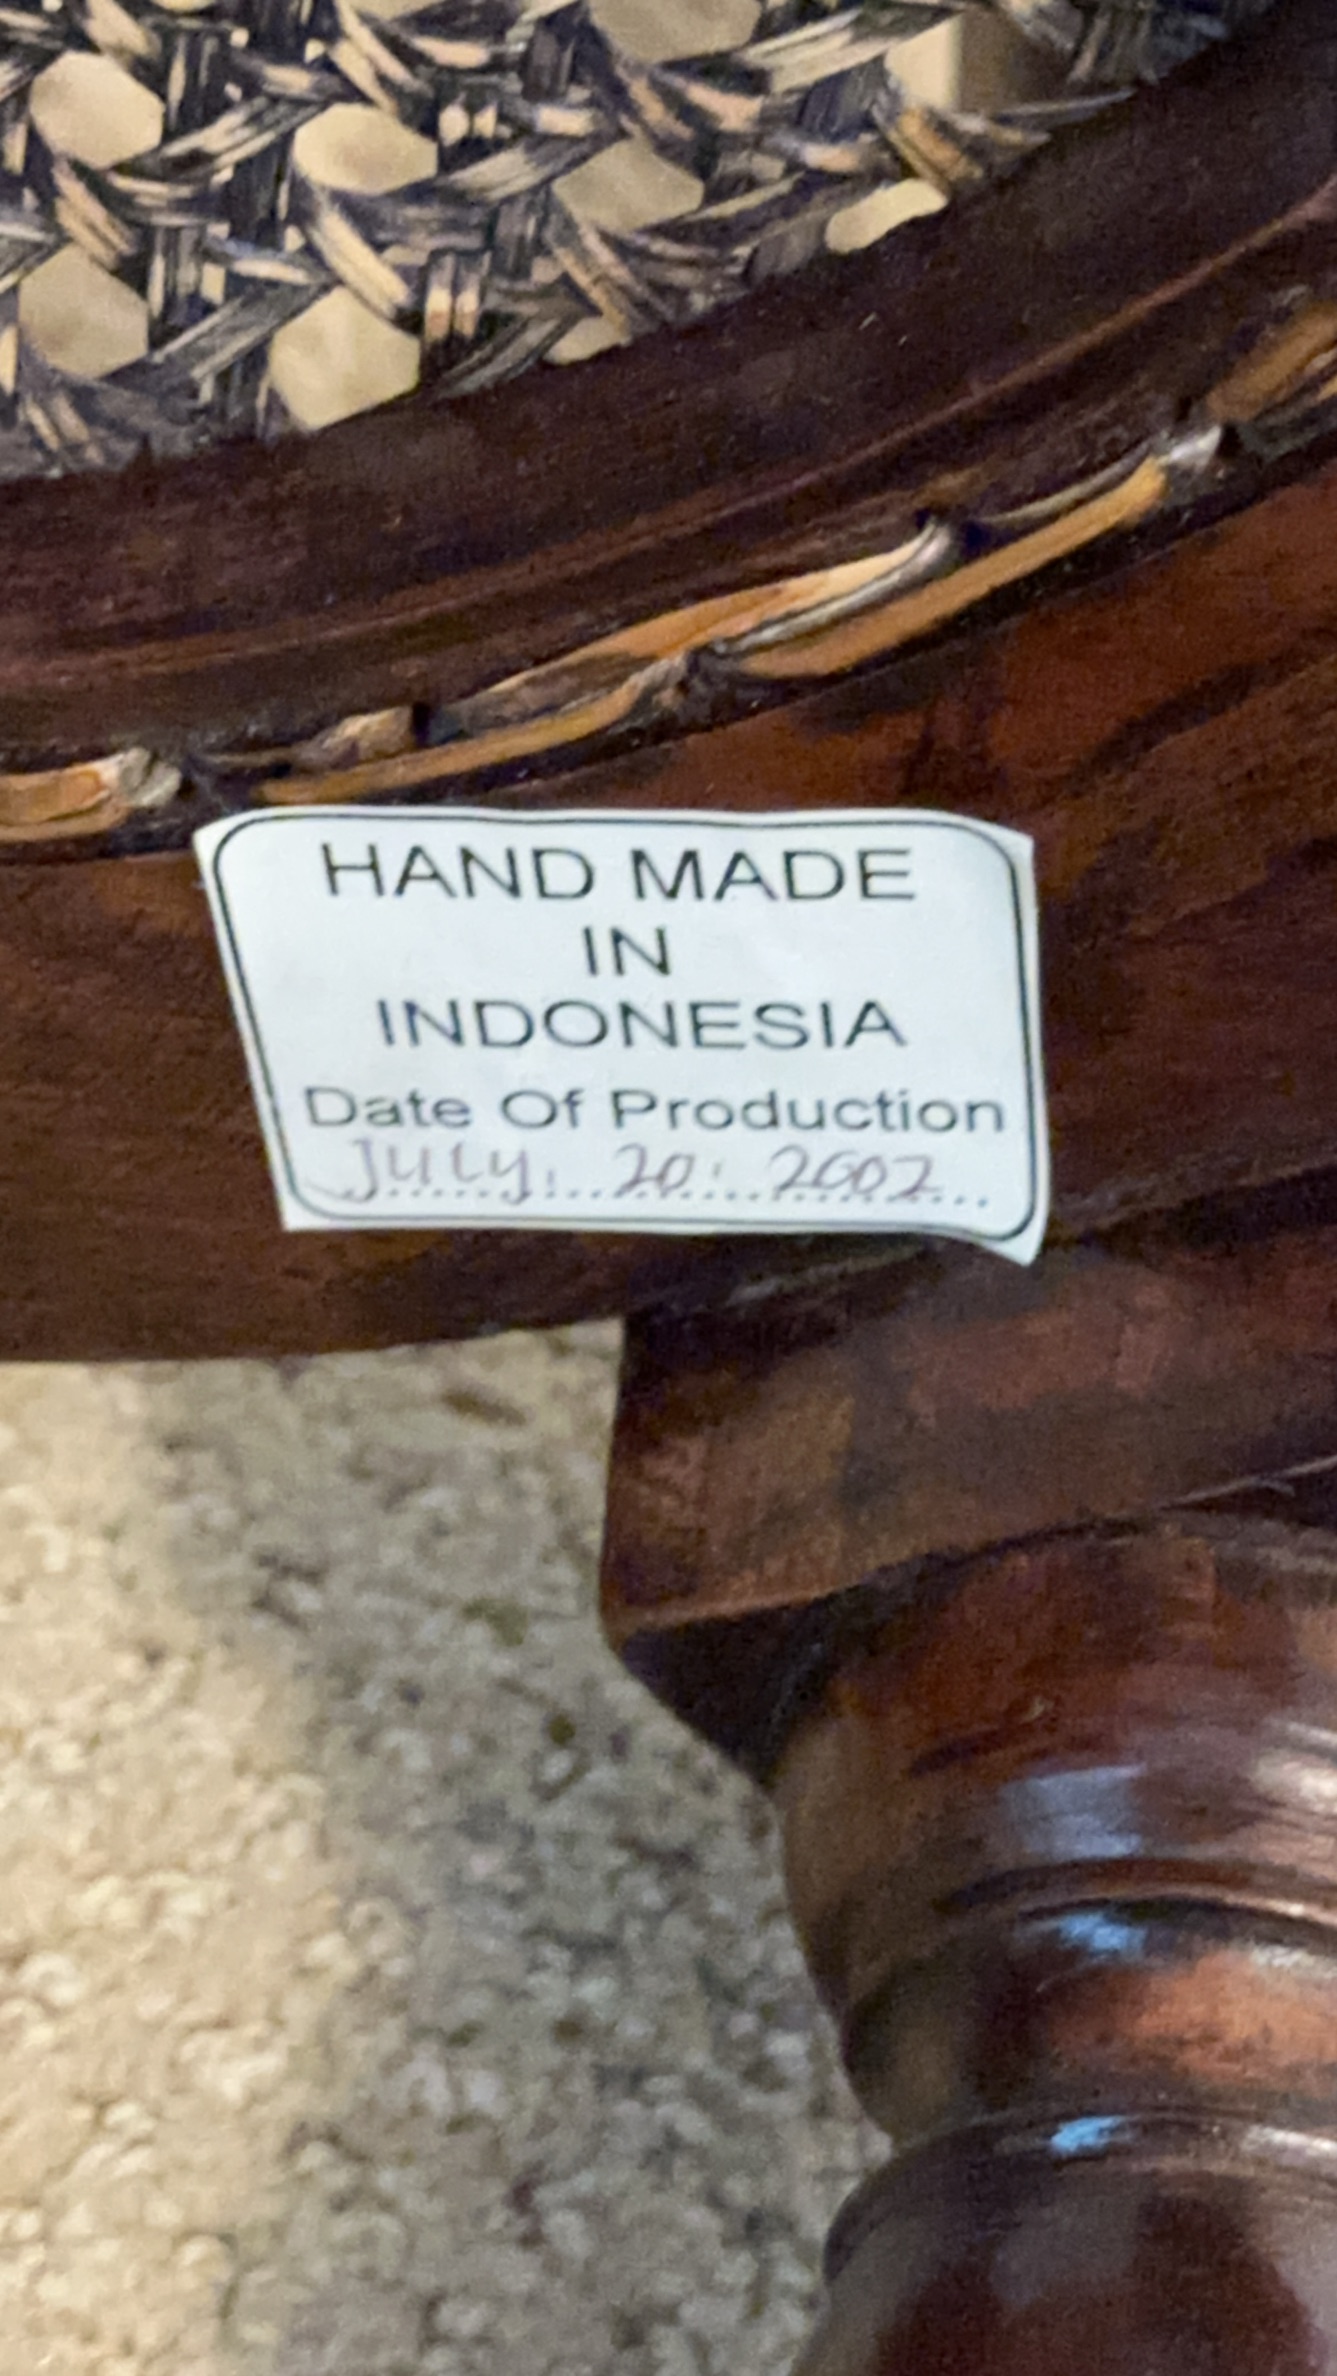 HAND MADE
IN
INDONESIA
Date Of Production
July, 20, 2002